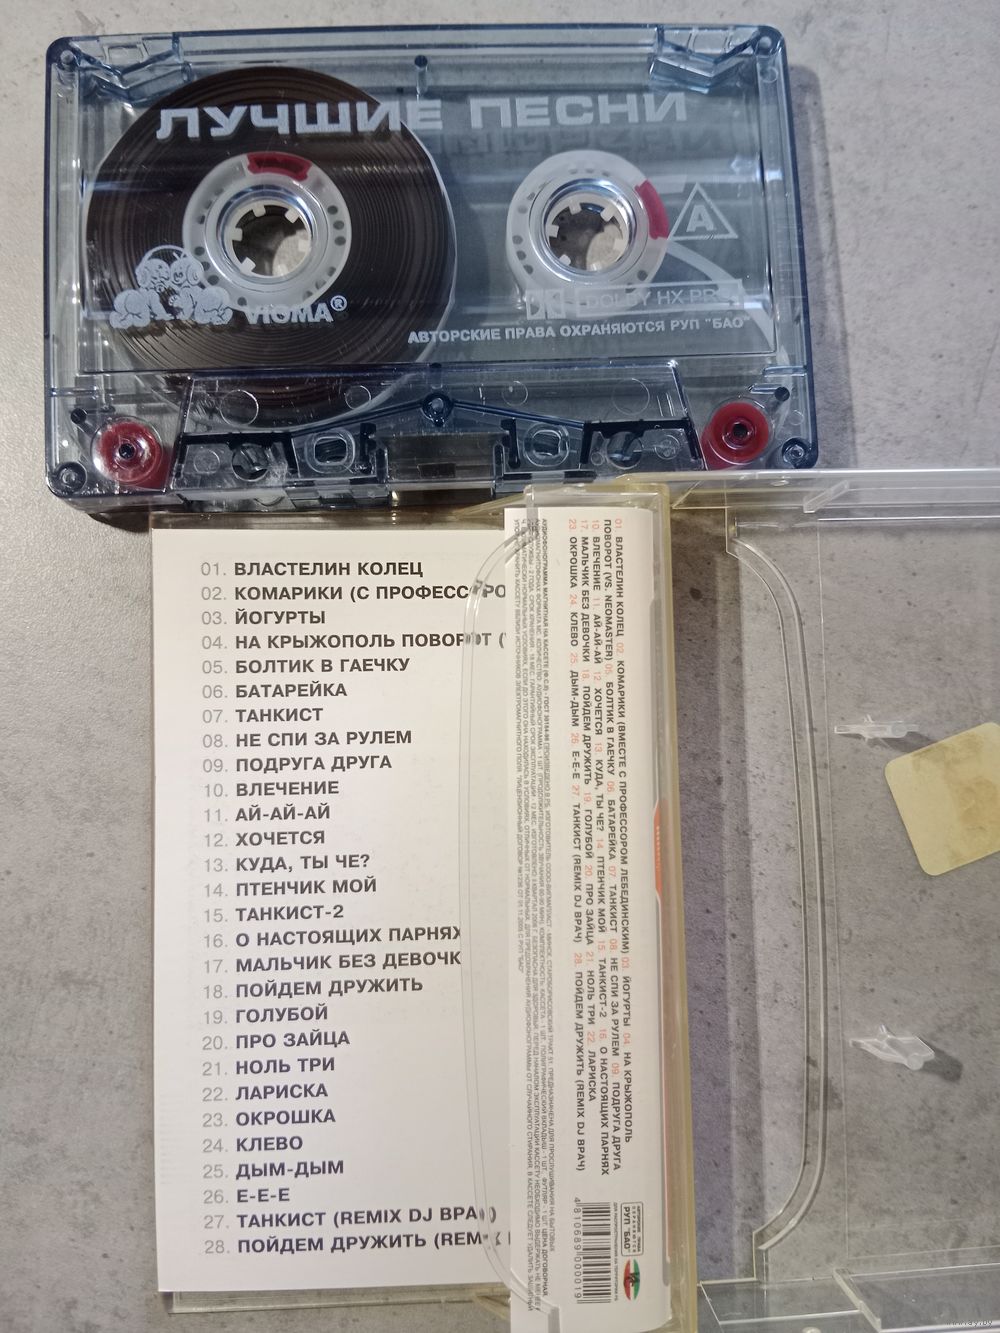 ЛУЧШИЕ ПЕСНИ
A
VIGMA®
DOLBY HX PRO
АВТОРСКИЕ ПРАВА ОХРАНЯЮТСЯ РУП "БАО"
01. ВЛАСТЕЛИН КОЛЕЦ
02. КОМАРИКИ (С ПРОФЕССОРО
03. ЙОГУРТЫ
04. НА КРЫЖОПОЛЬ ПОВОРОТ (
05. БОЛТИК В ГАЕЧКУ
06. БАТАРЕЙКА
07. ТАНКИСТ
08. НЕ СПИ ЗА РУЛЕМ
09. ПОДРУГА ДРУГА
10. ВЛЕЧЕНИЕ
11. АЙ-АЙ-АЙ
12. ХОЧЕТСЯ
13. КУДА, ТЫ ЧЕ?
14. ПТЕНЧИК МОЙ
15. ТАНКИСТ-2
16. О НАСТОЯЩИХ ПАРНЯХ
17. МАЛЬЧИК БЕЗ ДЕВОЧК
18. ПОЙДЕМ ДРУЖИТЬ
19. ГОЛУБОЙ
20. ПРО ЗАЙЦА
21. НОЛЬ ТРИ
22. ЛАРИСКА
23. ОКРОШКА
24. КЛЕВО
25. ДЫМ-ДЫМ
26. Е-Е-Е
27. ТАНКИСТ (REMIX DJ ВРАЧ)
28. ПОЙДЕМ ДРУЖИТЬ (REMIX
01 ВЛАСТЕЛИН КОЛЕЦ 02 КОМАРИКИ (ВМЕСТЕ С ПРОФЕССОРОМ ЛЕБЕДИНСКИМ) 03 ЙОГУРТЫ 04 НА КРЫЖОПОЛЬ
ПОВОРОТ (VS. NEOMASTER) 05 БОЛТИК В ГАЕЧКУ 06 БАТАРЕЙКА 07 ТАНКИСТ 08 НЕ СПИ ЗА РУЛЕМ 09 ПОДРУГА ДРУГА
10 ВЛЕЧЕНИЕ 11 АЙ-АЙ-АЙ 12 ХОЧЕТСЯ 13 КУДА, ТЫ ЧЕ? 14 ПТЕНЧИК МОЙ 15 ТАНКИСТ-2 16 О НАСТОЯЩИХ ПАРНЯХ
17 МАЛЬЧИК БЕЗ ДЕВОЧКИ 18 ПОЙДЕМ ДРУЖИТЬ 19 ГОЛУБОЙ 20 ПРО ЗАЙЦА 21 НОЛЬ ТРИ 22 ЛАРИСКА
23 ОКРОШКА 24 КЛЕВО 25 ДЫМ-ДЫМ 26 Е-Е-Е 27 ТАНКИСТ (REMIX DJ ВРАЧ) 28 ПОЙДЕМ ДРУЖИТЬ (REMIX DJ ВРАЧ)
РУП "БАО"
4810689000019